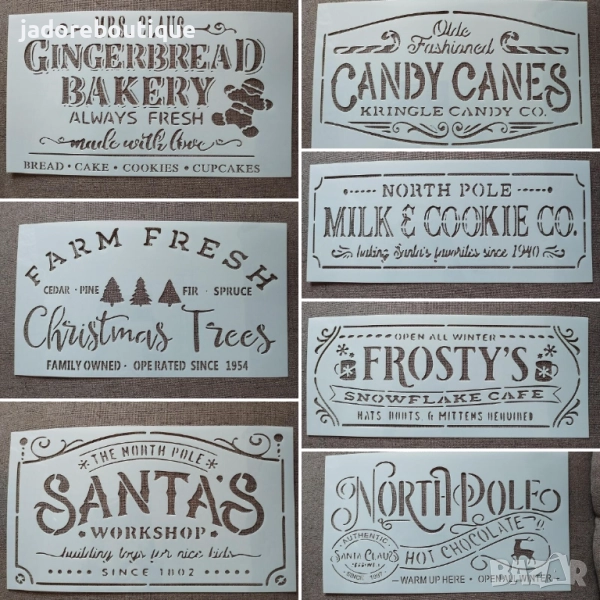 jadoreboutique
MRS. CLAUS
GINGERBREAD
BAKERY
ALWAYS FRESH
made with love
BREAD • CAKE • COOKIES • CUPCAKES
Olde
Fashioned
CANDY CANES
KRINGLE CANDY CO.
NORTH POLE
MILK & COOKIE CO.
baking Santa's favorites since 1940
FARM FRESH
CEDAR • PINE FIR • SPRUCE
Christmas Trees
FAMILY OWNED • OPERATED SINCE 1954
OPEN ALL WINTER
FROSTY'S
SNOWFLAKE CAFE
HATS BOOTS & MITTENS REQUIRED
THE NORTH POLE
SANTA'S
WORKSHOP
building toys for nice kids
SINCE 1802
NORTH POLE
HOT CHOCOLATE CO.
AUTHENTIC
SANTA CLAUS
WARM UP HERE • OPEN ALL WINTER
BAZAR